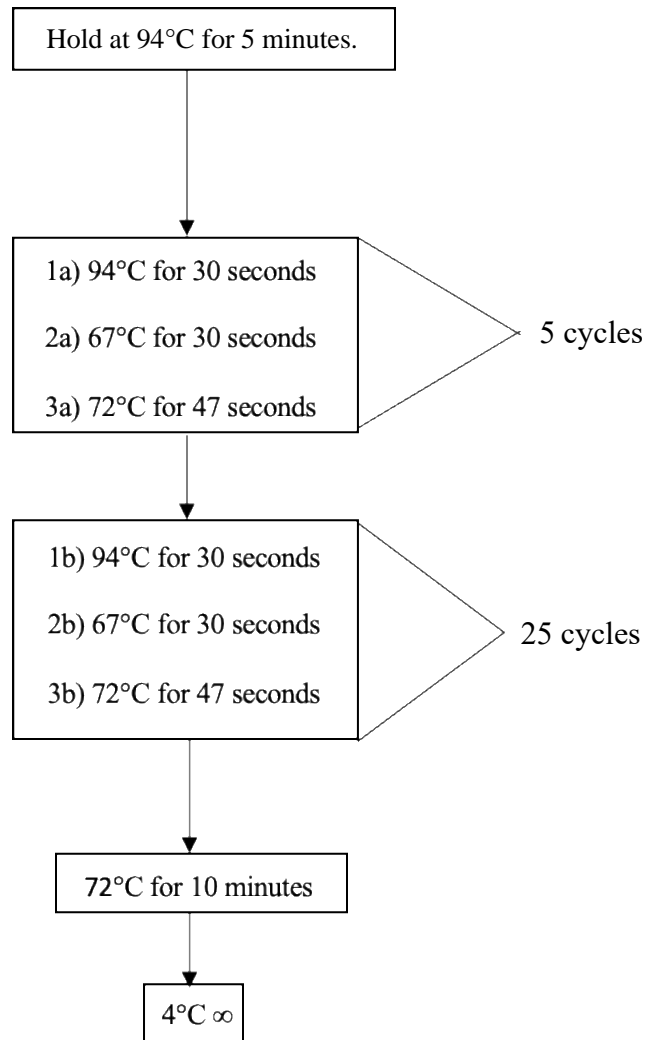 Hold at 94°C for 5 minutes.
1a) 94°C for 30 seconds
2a) 67°C for 30 seconds
3a) 72°C for 47 seconds
5 cycles
1b) 94°C for 30 seconds
2b) 67°C for 30 seconds
3b) 72°C for 47 seconds
25 cycles
72°C for 10 minutes
4°C ∞